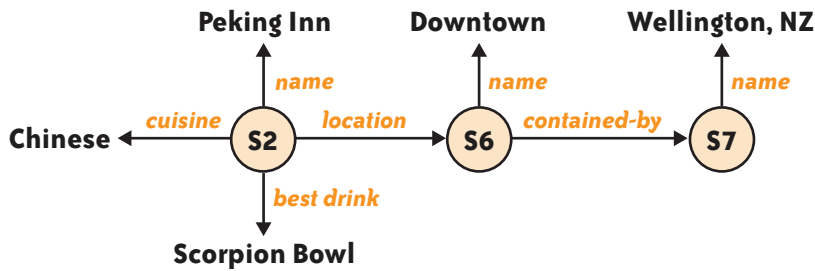 Peking Inn Downtown Wellington, NZ
name name name
cuisine location contained-by
Chinese S2 S6 S7
best drink
Scorpion Bowl